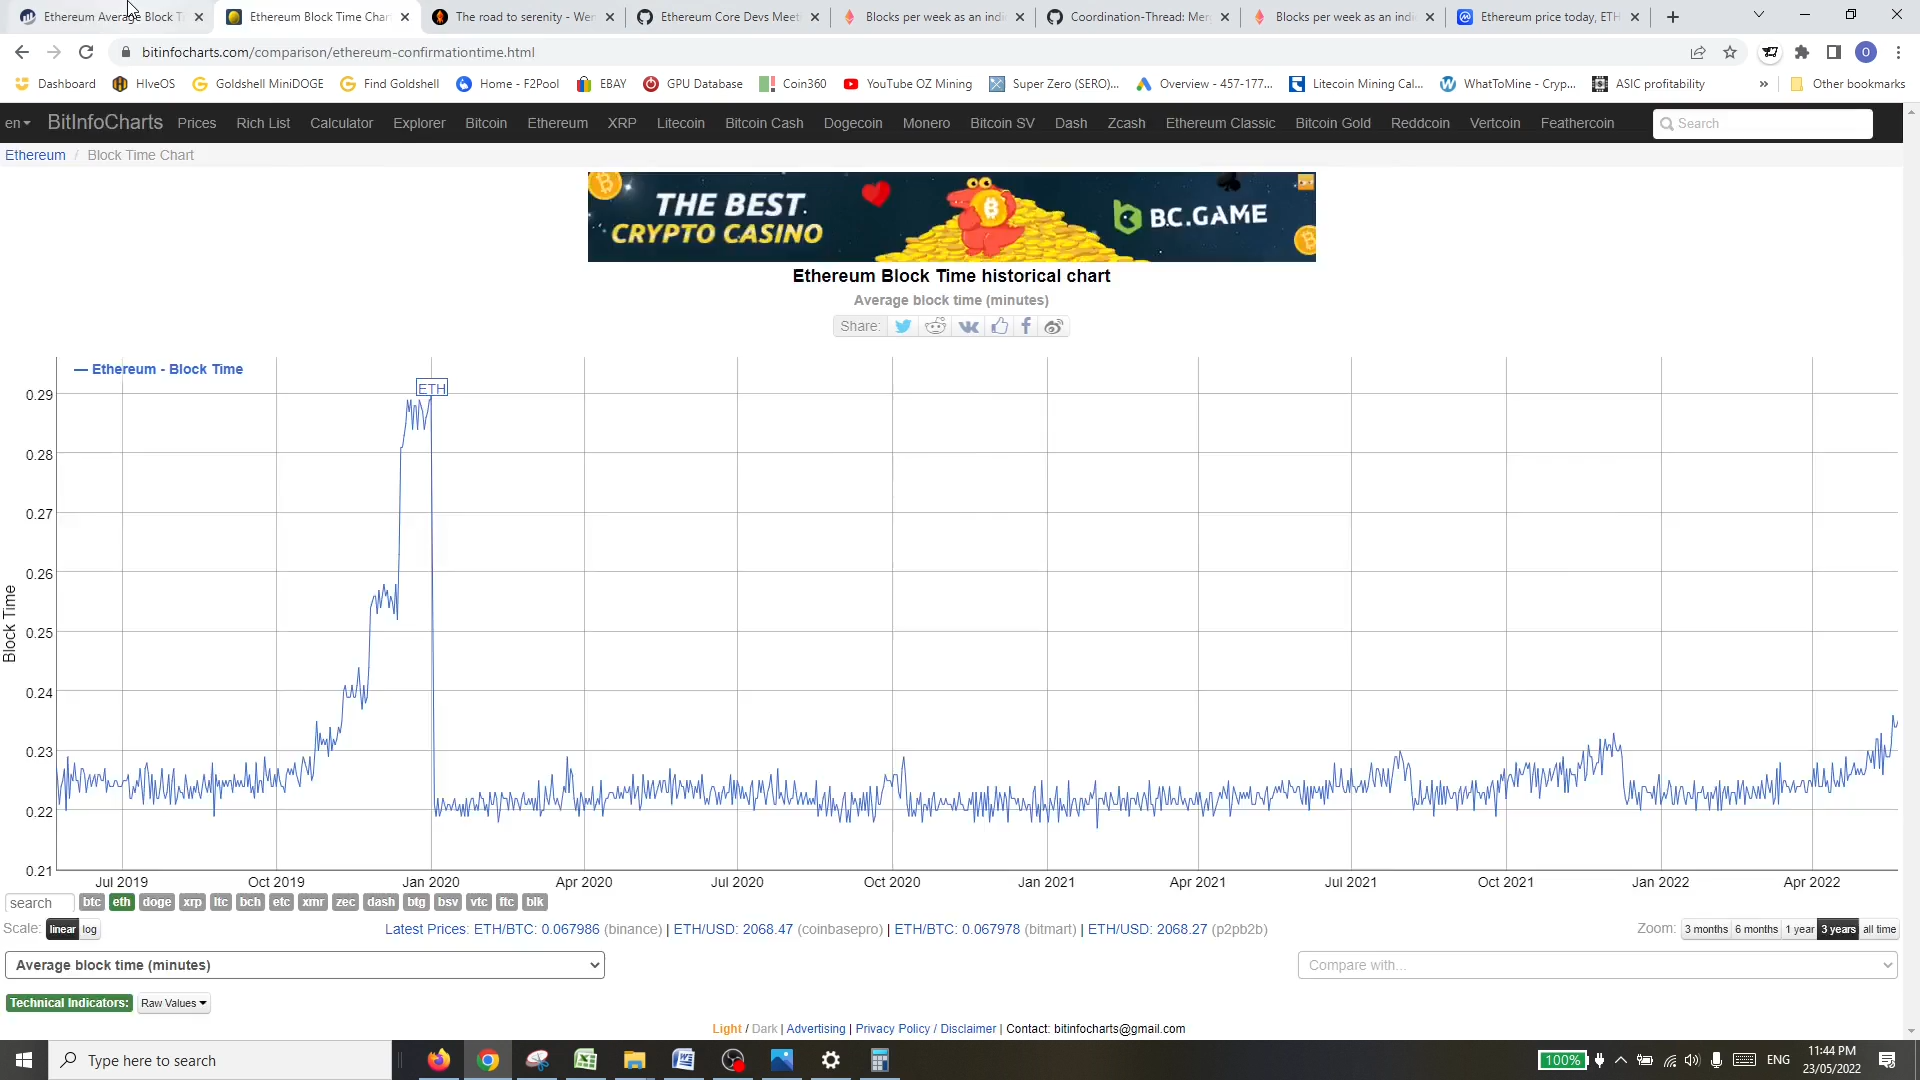 Ethereum Average Block Ti
Ethereum Block Time Char
The road to serenity - Wen
Ethereum Core Devs Meeti
Blocks per week as an indi
Coordination-Thread: Mer
Blocks per week as an indi
Ethereum price today, ETH
bitinfocharts.com/comparison/ethereum-confirmationtime.html
O
Dashboard
HIveOS
Goldshell MiniDOGE
Find Goldshell
Home - F2Pool
EBAY
GPU Database
Coin360
YouTube OZ Mining
Super Zero (SERO)...
Overview - 457-177...
Litecoin Mining Cal...
WhatToMine - Cryp...
ASIC profitability
»
Other bookmarks
en
BitInfoCharts
Prices
Rich List
Calculator
Explorer
Bitcoin
Ethereum
XRP
Litecoin
Bitcoin Cash
Dogecoin
Monero
Bitcoin SV
Dash
Zcash
Ethereum Classic
Bitcoin Gold
Reddcoin
Vertcoin
Feathercoin
Search
Ethereum / Block Time Chart
THE BEST
CRYPTO CASINO
BC.GAME
Ethereum Block Time historical chart
Average block time (minutes)
Share:
Ethereum - Block Time
ETH
0.29
0.28
0.27
0.26
0.25
0.24
0.23
0.22
0.21
Block Time
Jul 2019
Oct 2019
Jan 2020
Apr 2020
Jul 2020
Oct 2020
Jan 2021
Apr 2021
Jul 2021
Oct 2021
Jan 2022
Apr 2022
search btc eth doge xrp ltc bch etc xmr zec dash btg bsv vtc ftc blk
Scale: linear log
Latest Prices: ETH/BTC: 0.067986 (binance) | ETH/USD: 2068.47 (coinbasepro) | ETH/BTC: 0.067978 (bitmart) | ETH/USD: 2068.27 (p2pb2b)
Zoom: 3 months 6 months 1 year 3 years all time
Average block time (minutes)
Compare with...
Technical Indicators: Raw Values
Light / Dark | Advertising | Privacy Policy / Disclaimer | Contact: bitinfocharts@gmail.com
Type here to search
100%
ENG
11:44 PM
23/05/2022